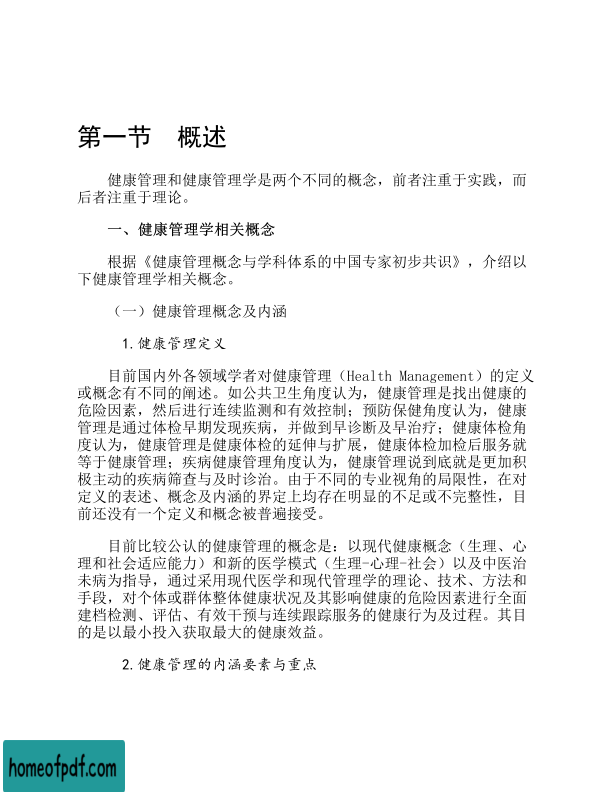 第一节　概述
健康管理和健康管理学是两个不同的概念，前者注重于实践，而
后者注重于理论。
一、健康管理学相关概念
根据《健康管理概念与学科体系的中国专家初步共识》，介绍以
下健康管理学相关概念。
（一）健康管理概念及内涵
1.健康管理定义
目前国内外各领域学者对健康管理（Health Management）的定义
或概念有不同的阐述。如公共卫生角度认为，健康管理是找出健康的
危险因素，然后进行连续监测和有效控制；预防保健角度认为，健康
管理是通过体检早期发现疾病，并做到早诊断及早治疗；健康体检角
度认为，健康管理是健康体检的延伸与扩展，健康体检加检后服务就
等于健康管理；疾病健康管理角度认为，健康管理说到底就是更加积
极主动的疾病筛查与及时诊治。由于不同的专业视角的局限性，在对
定义的表述、概念及内涵的界定上均存在明显的不足或不完整性，目
前还没有一个定义和概念被普遍接受。
目前比较公认的健康管理的概念是：以现代健康概念（生理、心
理和社会适应能力）和新的医学模式（生理-心理-社会）以及中医治
未病为指导，通过采用现代医学和现代管理学的理论、技术、方法和
手段，对个体或群体整体健康状况及其影响健康的危险因素进行全面
建档检测、评估、有效干预与连续跟踪服务的健康行为及过程。其目
的是以最小投入获取最大的健康效益。
2.健康管理的内涵要素与重点
homeofpdf.com